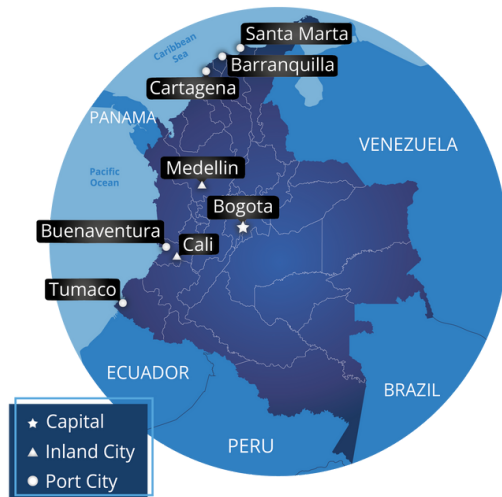 Caribbean
Sea
Santa Marta
Barranquilla
Cartagena
PANAMA
VENEZUELA
Pacific
Ocean
Medellin
Bogota
Buenaventura
Cali
Tumaco
ECUADOR
BRAZIL
PERU
Capital
Inland City
Port City